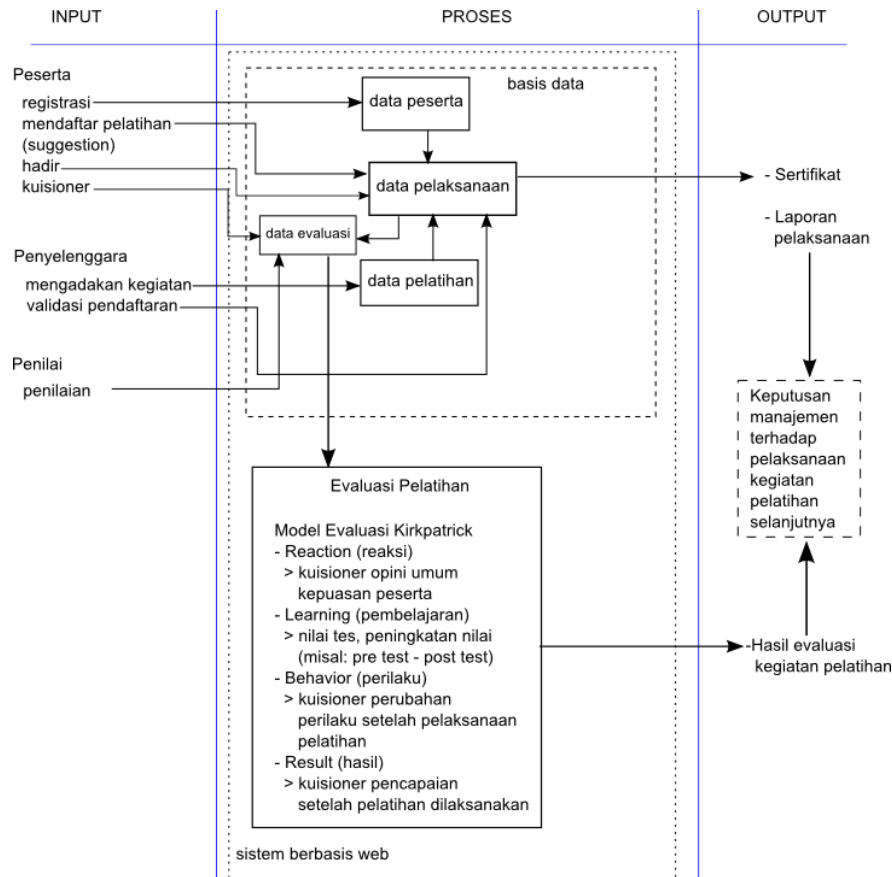 INPUT
PROSES
OUTPUT
Peserta
registrasi
mendaftar pelatihan
(suggestion)
hadir
kuisioner
Penyelenggara
mengadakan kegiatan
validasi pendaftaran
Penilai
penilaian
basis data
data peserta
data pelaksanaan
data evaluasi
data pelatihan
Evaluasi Pelatihan
Model Evaluasi Kirkpatrick
- Reaction (reaksi)
> kuisioner opini umum
kepuasan peserta
- Learning (pembelajaran)
> nilai tes, peningkatan nilai
(misal: pre test - post test)
- Behavior (perilaku)
> kuisioner perubahan
perilaku setelah pelaksanaan
pelatihan
- Result (hasil)
> kuisioner pencapaian
setelah pelatihan dilaksanakan
sistem berbasis web
- Sertifikat
- Laporan
pelaksanaan
Keputusan
manajemen
terhadap
pelaksanaan
kegiatan
pelatihan
selanjutnya
-Hasil evaluasi
kegiatan pelatihan